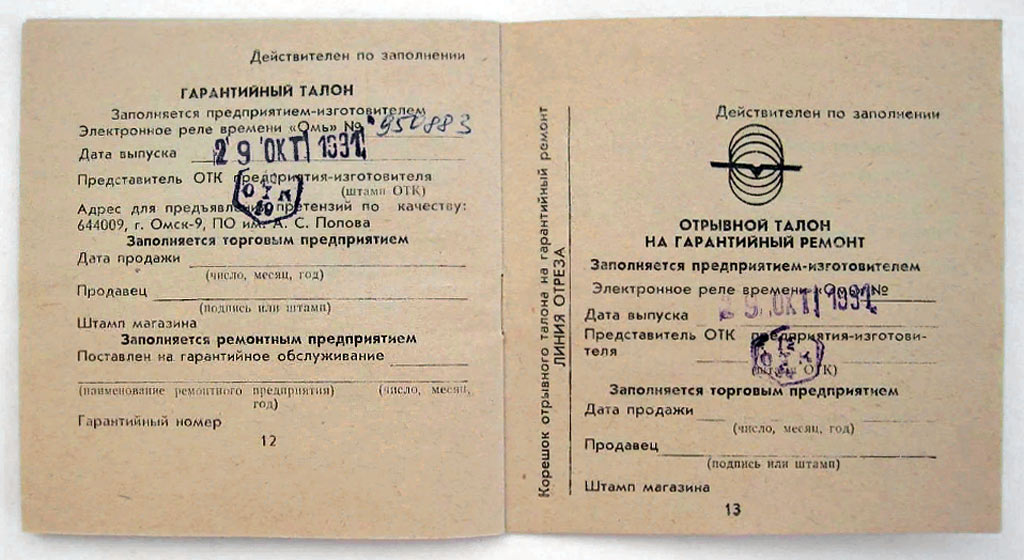 Действителен по заполнении
ГАРАНТИЙНЫЙ ТАЛОН
Заполняется предприятием-изготовителем
Электронное реле времени «Омь» № 950883
Дата выпуска 29 ОКТ 1991
Представитель ОТК предприятия-изготовителя
(штамп ОТК)
ОТК
Адрес для предъявления претензий по качеству:
644009, г. Омск-9, ПО им. А. С. Попова
Заполняется торговым предприятием
Дата продажи
(число, месяц, год)
Продавец
(подпись или штамп)
Штамп магазина
Заполняется ремонтным предприятием
Поставлен на гарантийное обслуживание
(наименование ремонтного предприятия) (число, месяц,
год)
Гарантийный номер
12
Корешок отрывного талона на гарантийный ремонт
ЛИНИЯ ОТРЕЗА
Действителен по заполнении
ОТРЫВНОЙ ТАЛОН
НА ГАРАНТИЙНЫЙ РЕМОНТ
Заполняется предприятием-изготовителем
Электронное реле времени «Омь» №
Дата выпуска 29 ОКТ 1991
Представитель ОТК предприятия-изготови-
теля
(штамп ОТК)
ОТК
Заполняется торговым предприятием
Дата продажи
(число, месяц, год)
Продавец
(подпись или штамп)
Штамп магазина
13